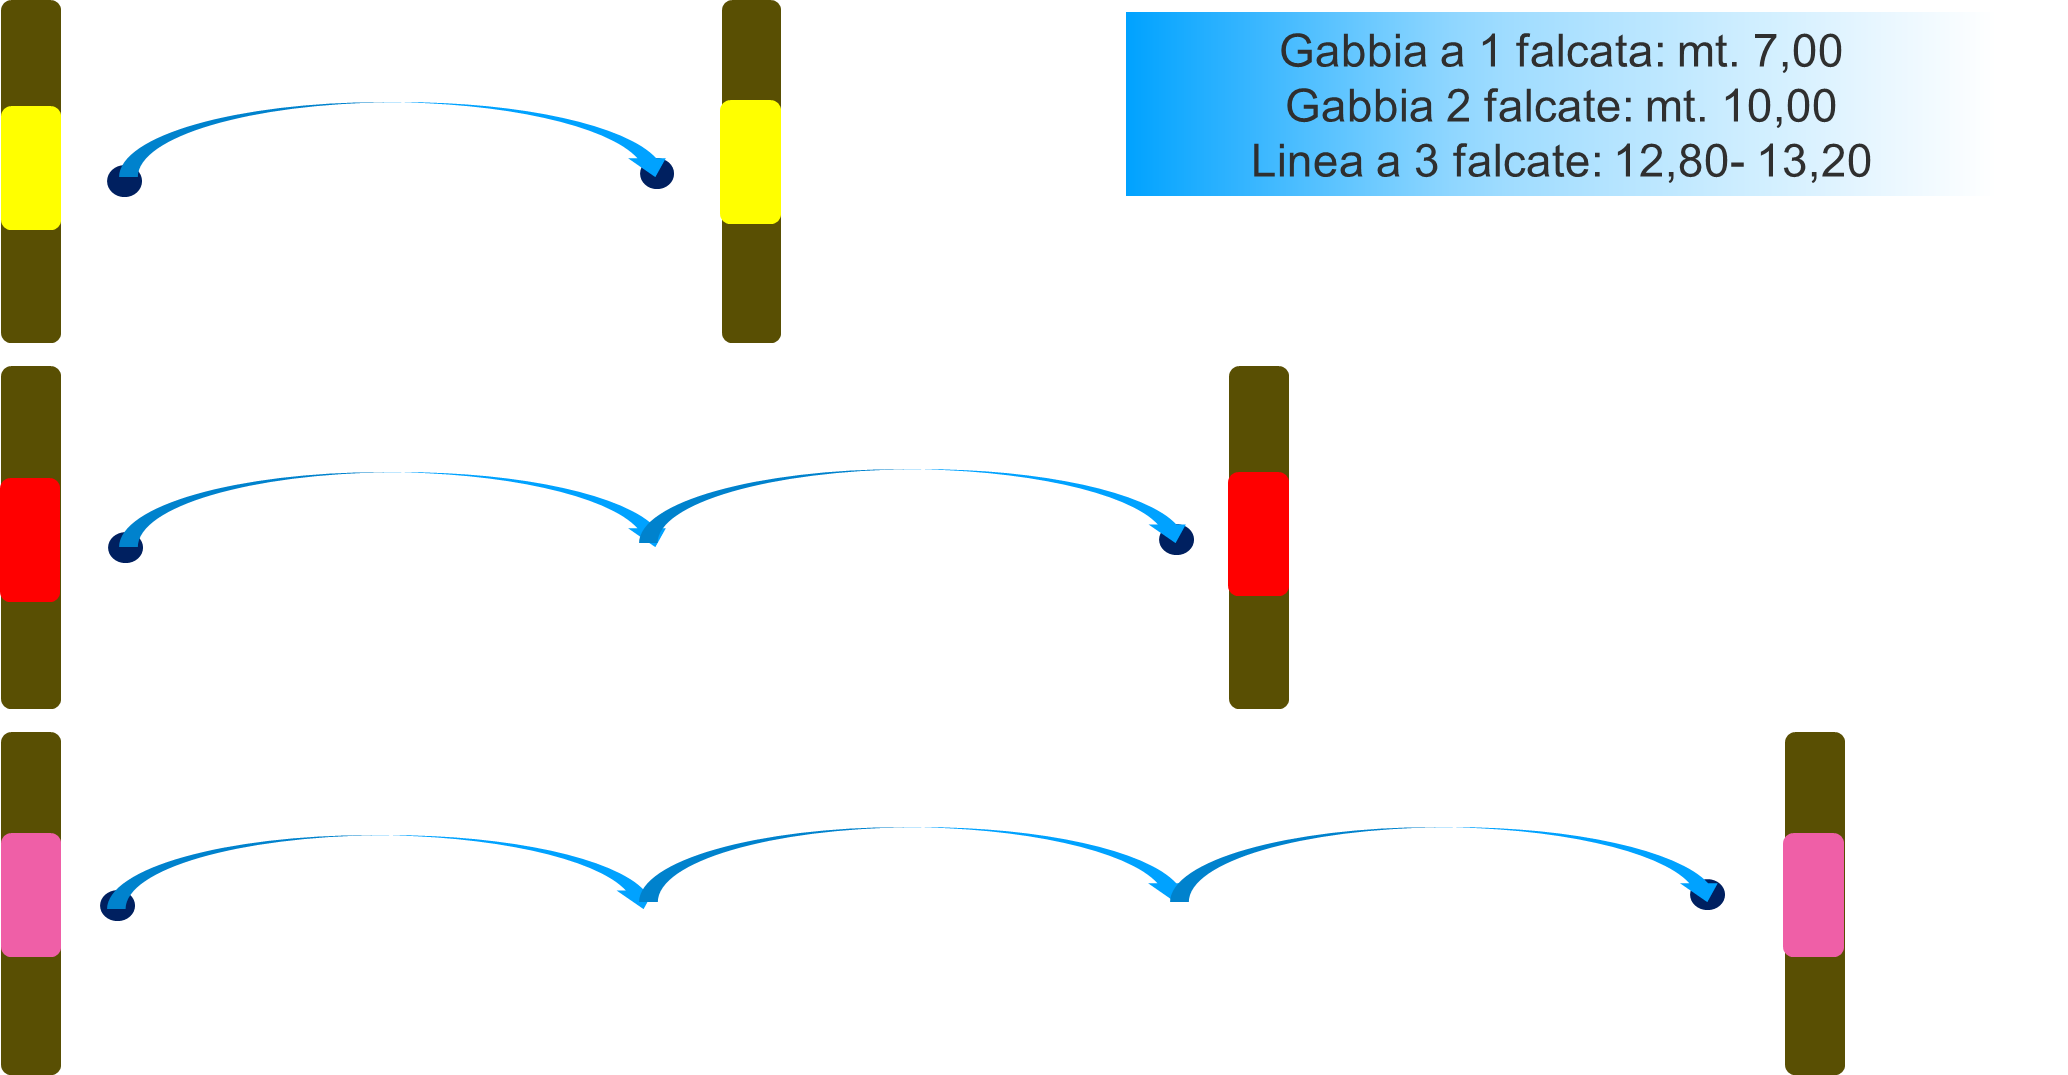 Gabbia a 1 falcata: mt. 7,00
Gabbia 2 falcate: mt. 10,00
Linea a 3 falcate: 12,80- 13,20